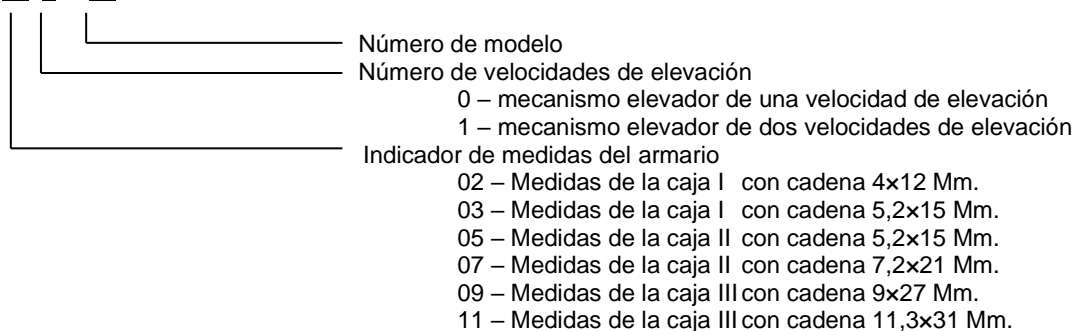 Número de modelo
Número de velocidades de elevación
0 – mecanismo elevador de una velocidad de elevación
1 – mecanismo elevador de dos velocidades de elevación
Indicador de medidas del armario
02 – Medidas de la caja I con cadena 4×12 Mm.
03 – Medidas de la caja I con cadena 5,2×15 Mm.
05 – Medidas de la caja II con cadena 5,2×15 Mm.
07 – Medidas de la caja II con cadena 7,2×21 Mm.
09 – Medidas de la caja III con cadena 9×27 Mm.
11 – Medidas de la caja III con cadena 11,3×31 Mm.